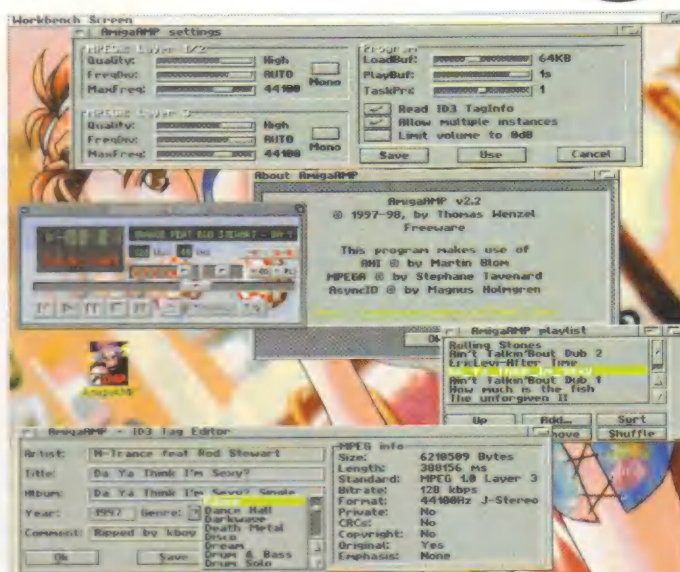 Workbench Screen
AmigaAMP settings
MPEGA Layer 1/2
Quality: High
FreqDiv: AUTO
MaxFreq: 44100
Mono
Quality: High
FreqDiv: AUTO
MaxFreq: 44100
Mono
Program
LoadBuf: 64KB
PlayBuf: 1s
TaskPri: 1
Read ID3 TagInfo
Allow multiple instances
Limit volume to 0dB
Save
Use
Cancel
About AmigaAMP
AmigaAMP v2.2
© 1997-98, by Thomas Wenzel
Freeware
This program makes use of
AHI © by Martin Blom
MPEGA © by Stephane Tavenard
AsyncIO © by Magnus Holmgren
AmigaAMP
AmigaAMP playlist
Rolling Stones
Ain't Talkin'Bout Dub 2
EricLevi-After Time
Ain't Talkin'Bout Dub 1
How much is the fish
The unforgiven II
Up
Add...
Sort
Shuffle
AmigaAMP - ID3 Tag Editor
Artist: N-Trance feat Rod Stewart
Title: Da Ya Think I'm Sexy?
Album: Da Ya Think I'm Sexy? Single
Year: 1997 Genre:
Comment: Ripped by kboy
Dance Hall
Darkwave
Death Metal
Disco
Dream
Drum & Bass
Drum Solo
Ok
Save
MPEG info
Size: 6210509 Bytes
Length: 388156 ms
Standard: MPEG 1.0 Layer 3
Bitrate: 128 kbps
Format: 44100Hz J-Stereo
Private: No
CRCs: No
Copyright: No
Original: Yes
Emphasis: None